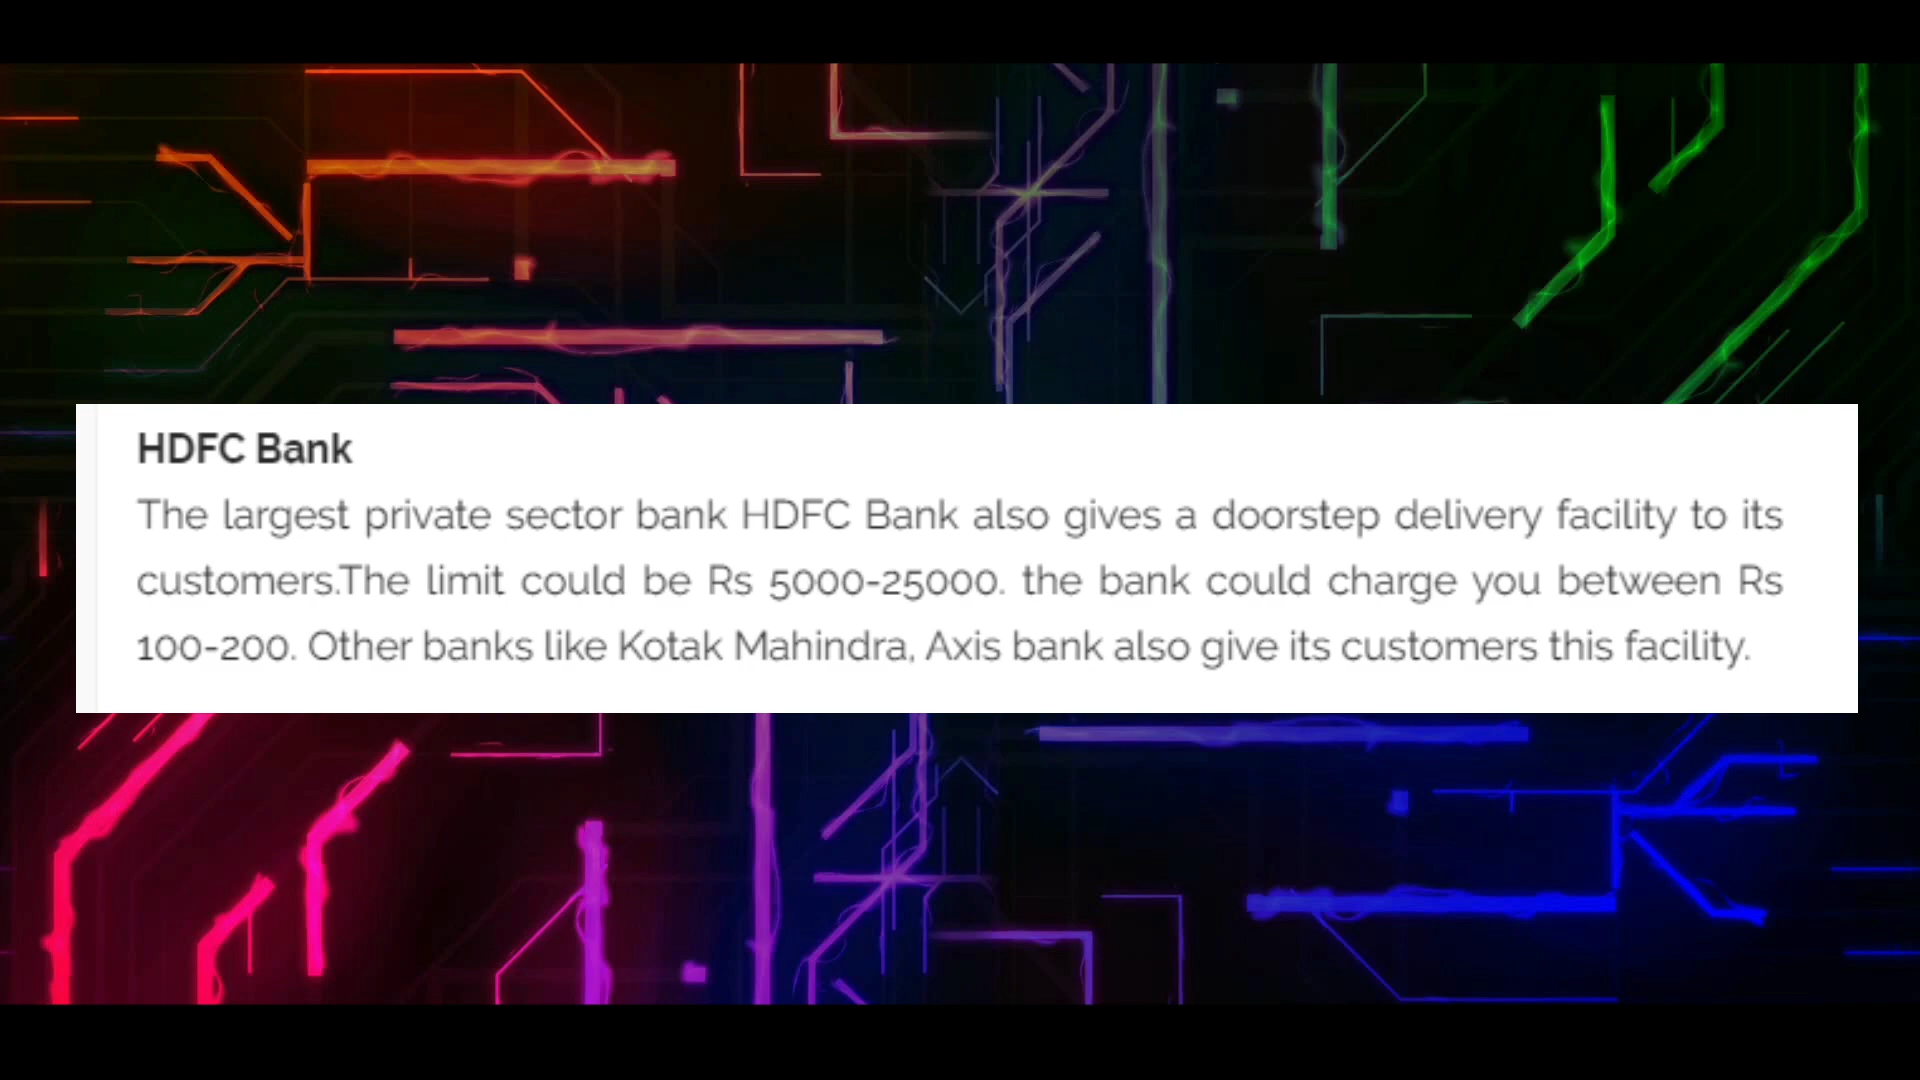 HDFC Bank
The largest private sector bank HDFC Bank also gives a doorstep delivery facility to its
customers.The limit could be Rs 5000-25000. the bank could charge you between Rs
100-200. Other banks like Kotak Mahindra, Axis bank also give its customers this facility.